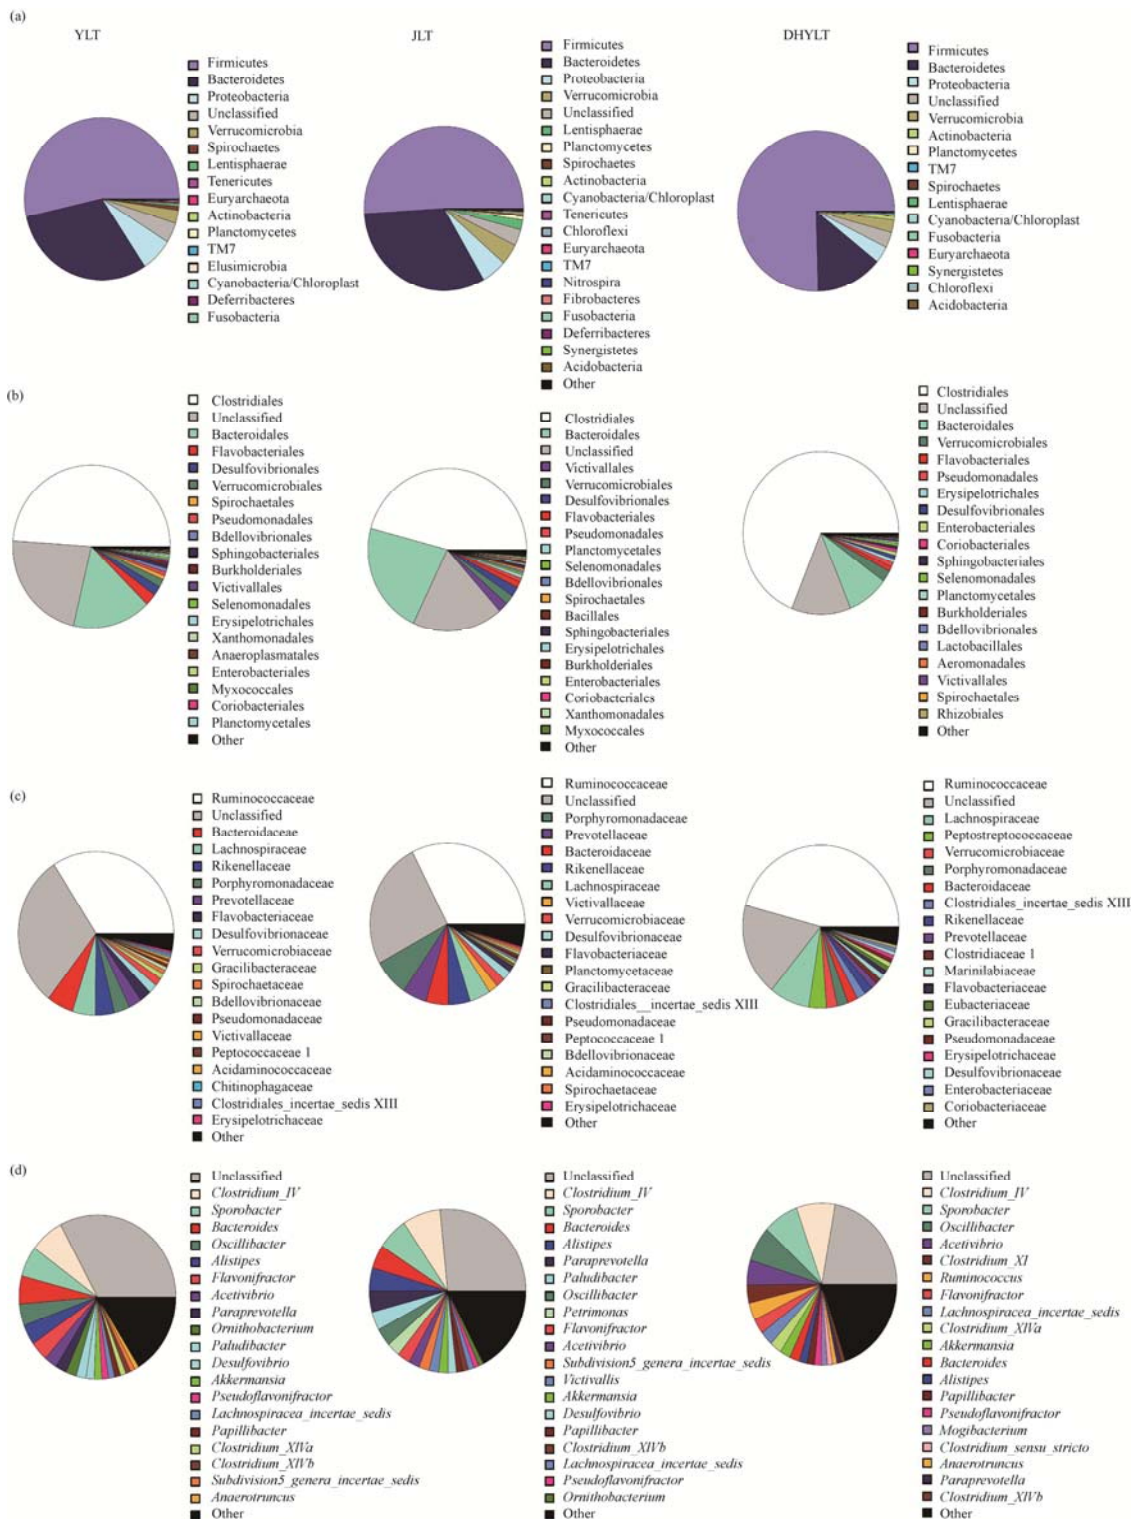 (a)
YLT
Firmicutes
Bacteroidetes
Proteobacteria
Unclassified
Verrucomicrobia
Spirochaetes
Lentisphaerae
Tenericutes
Euryarchaeota
Actinobacteria
Planctomycetes
TM7
Elusimicrobia
Cyanobacteria/Chloroplast
Deferribacteres
Fusobacteria
JLT
Firmicutes
Bacteroidetes
Proteobacteria
Verrucomicrobia
Unclassified
Lentisphaerae
Planctomycetes
Spirochaetes
Actinobacteria
Cyanobacteria/Chloroplast
Tenericutes
Chloroflexi
Euryarchaeota
TM7
Nitrospira
Fibrobacteres
Fusobacteria
Deferribacteres
Synergistetes
Acidobacteria
Other
DHYLT
Firmicutes
Bacteroidetes
Proteobacteria
Unclassified
Verrucomicrobia
Actinobacteria
Planctomycetes
TM7
Spirochaetes
Lentisphaerae
Cyanobacteria/Chloroplast
Fusobacteria
Euryarchaeota
Synergistetes
Chloroflexi
Acidobacteria
(b)
Clostridiales
Unclassified
Bacteroidales
Flavobacteriales
Desulfovibrionales
Verrucomicrobiales
Spirochaetales
Pseudomonadales
Bdellovibrionales
Sphingobacteriales
Burkholderiales
Victivallales
Selenomonadales
Erysipelotrichales
Xanthomonadales
Anaeroplasmatales
Enterobacteriales
Myxococcales
Coriobacteriales
Planctomycetales
Other
Clostridiales
Bacteroidales
Unclassified
Victivallales
Verrucomicrobiales
Desulfovibrionales
Flavobacteriales
Pseudomonadales
Planctomycetales
Selenomonadales
Bdellovibrionales
Spirochaetales
Bacillales
Sphingobacteriales
Erysipelotrichales
Burkholderiales
Enterobacteriales
Coriobacteriales
Xanthomonadales
Myxococcales
Other
Clostridiales
Unclassified
Bacteroidales
Verrucomicrobiales
Flavobacteriales
Pseudomonadales
Erysipelotrichales
Desulfovibrionales
Enterobacteriales
Coriobacteriales
Sphingobacteriales
Selenomonadales
Planctomycetales
Burkholderiales
Bdellovibrionales
Lactobacillales
Aeromonadales
Victivallales
Spirochaetales
Rhizobiales
Other
(c)
Ruminococcaceae
Unclassified
Bacteroidaceae
Lachnospiraceae
Rikenellaceae
Porphyromonadaceae
Prevotellaceae
Flavobacteriaceae
Desulfovibrionaceae
Verrucomicrobiaceae
Gracilibacteraceae
Spirochaetaceae
Bdellovibrionaceae
Pseudomonadaceae
Victivallaceae
Peptococcaceae 1
Acidaminococcaceae
Chitinophagaceae
Clostridiales_incertae_sedis XIII
Erysipelotrichaceae
Other
Ruminococcaceae
Unclassified
Porphyromonadaceae
Prevotellaceae
Bacteroidaceae
Rikenellaceae
Lachnospiraceae
Victivallaceae
Verrucomicrobiaceae
Desulfovibrionaceae
Flavobacteriaceae
Planctomycetaceae
Gracilibacteraceae
Clostridiales__incertae_sedis XIII
Pseudomonadaceae
Peptococcaceae 1
Bdellovibrionaceae
Acidaminococcaceae
Spirochaetaceae
Erysipelotrichaceae
Other
Ruminococcaceae
Unclassified
Lachnospiraceae
Peptostreptococcaceae
Verrucomicrobiaceae
Porphyromonadaceae
Bacteroidaceae
Clostridiales_incertae_sedis XIII
Rikenellaceae
Prevotellaceae
Clostridiaceae 1
Marinilabiaceae
Flavobacteriaceae
Eubacteriaceae
Gracilibacteraceae
Pseudomonadaceae
Erysipelotrichaceae
Desulfovibrionaceae
Enterobacteriaceae
Coriobacteriaceae
Other
(d)
Unclassified
Clostridium_IV
Sporobacter
Bacteroides
Oscillibacter
Alistipes
Flavonifractor
Acetivibrio
Paraprevotella
Ornithobacterium
Paludibacter
Desulfovibrio
Akkermansia
Pseudoflavonifractor
Lachnospiracea_incertae_sedis
Papillibacter
Clostridium_XIVa
Clostridium_XIVb
Subdivision5_genera_incertae_sedis
Anaerotruncus
Other
Unclassified
Clostridium_IV
Sporobacter
Bacteroides
Alistipes
Paraprevotella
Paludibacter
Oscillibacter
Petrimonas
Flavonifractor
Acetivibrio
Subdivision5_genera_incertae_sedis
Victivallis
Akkermansia
Desulfovibrio
Papillibacter
Clostridium_XIVb
Lachnospiracea_incertae_sedis
Pseudoflavonifractor
Ornithobacterium
Other
Unclassified
Clostridium_IV
Sporobacter
Oscillibacter
Acetivibrio
Clostridium_XI
Ruminococcus
Flavonifractor
Lachnospiracea_incertae_sedis
Clostridium_XIVa
Akkermansia
Bacteroides
Alistipes
Papillibacter
Pseudoflavonifractor
Mogibacterium
Clostridium_sensu_stricto
Anaerotruncus
Paraprevotella
Clostridium_XIVb
Other